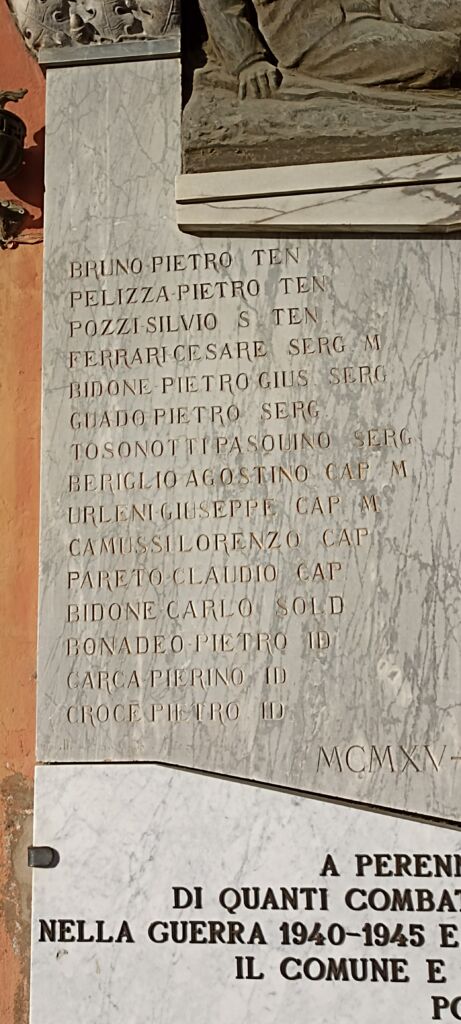 BRUNO·PIETRO TEN
PELIZZA·PIETRO TEN
POZZI·SILVIO S TEN
FERRARI·CESARE SERG M
BIDONE·PIETRO GIUS SERG
GUADO·PIETRO SERG
TOSONOTTI·PASQUINO SERG
BERIGLIO·AGOSTINO CAP M
URLENI·GIUSEPPE CAP M
CAMUSSI·LORENZO CAP
PARETO·CLAUDIO CAP
BIDONE·CARLO SOLD
BONADEO·PIETRO ID
CARCA·PIERINO ID
CROCE·PIETRO ID
MCMXV-
A PERENN
DI QUANTI COMBAT
NELLA GUERRA 1940-1945 E
IL COMUNE E
PO